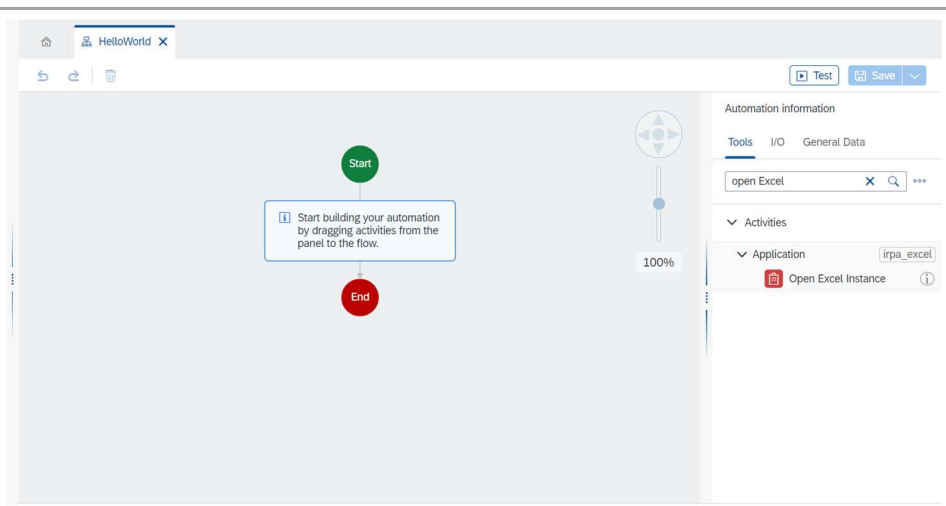 HelloWorld
Test
Save
Automation information
Tools I/O General Data
open Excel
Activities
Application irpa_excel
Open Excel Instance
Start
Start building your automation
by dragging activities from the
panel to the flow.
End
100%